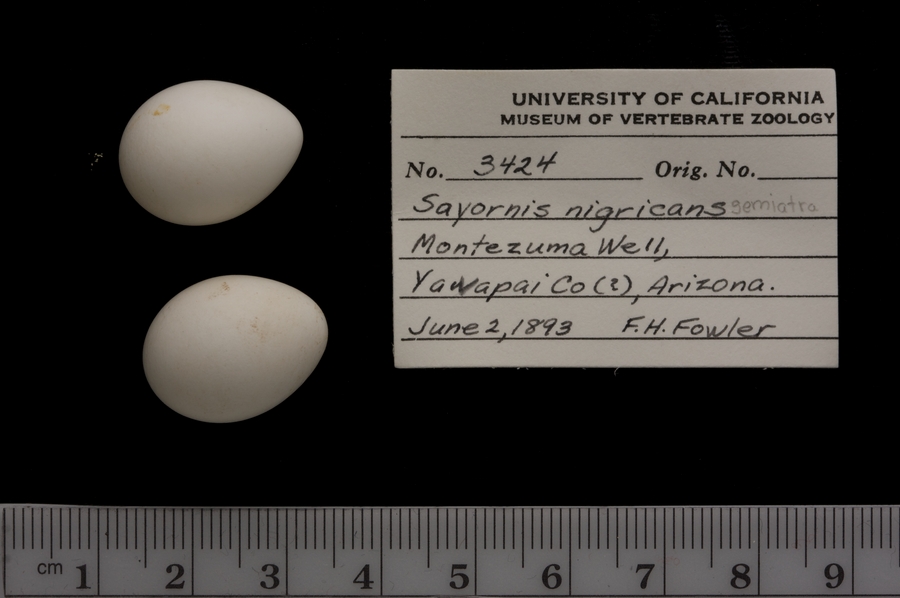 UNIVERSITY OF CALIFORNIA
MUSEUM OF VERTEBRATE ZOOLOGY
No. 3424 Orig. No.
Sayornis nigricans semiatra
Montezuma Well,
Yavapai Co (?), Arizona.
June 2, 1893 F.H. Fowler
cm 1 2 3 4 5 6 7 8 9